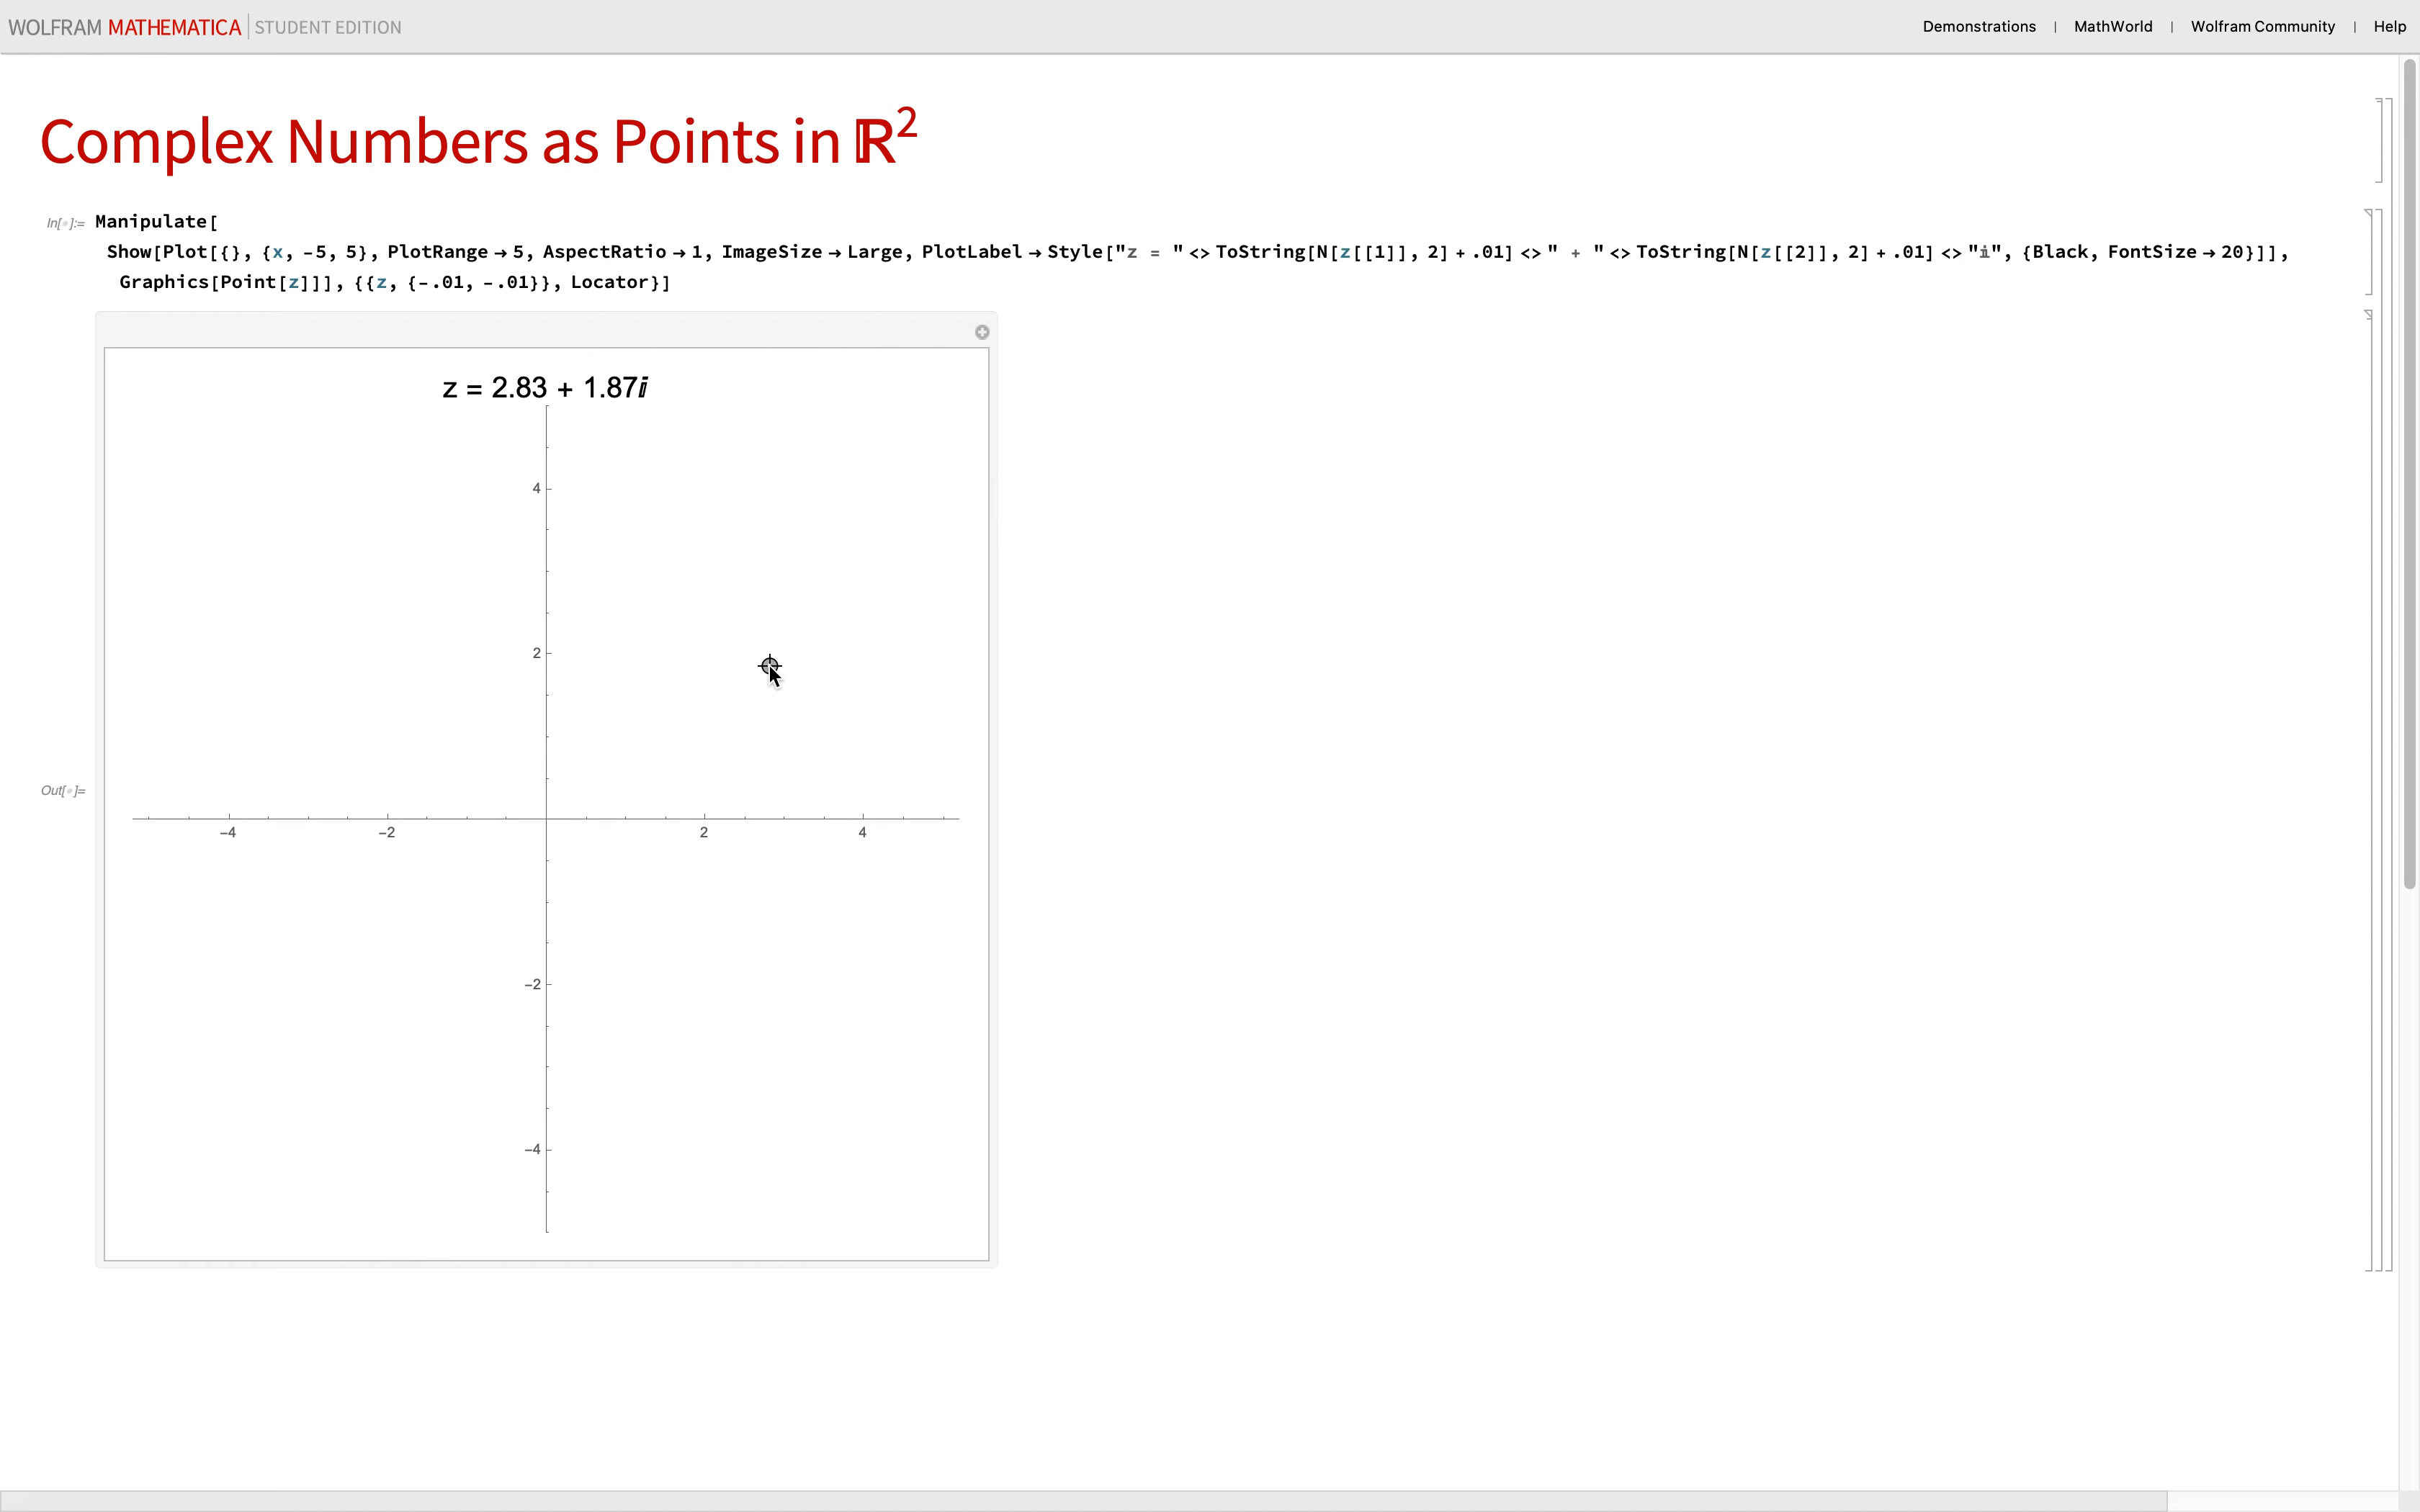 WOLFRAM MATHEMATICA | STUDENT EDITION
Demonstrations | MathWorld | Wolfram Community | Help
Complex Numbers as Points in ℝ²
In[◦]:= Manipulate[
Show[Plot[{}, {x, -5, 5}, PlotRange → 5, AspectRatio → 1, ImageSize → Large, PlotLabel → Style["z = " <> ToString[N[z[[1]], 2] + .01] <> " + " <> ToString[N[z[[2]], 2] + .01] <> "ⅈ", {Black, FontSize → 20}]],
Graphics[Point[z]]], {{z, {-.01, -.01}}, Locator}]
z = 2.83 + 1.87ⅈ
4
2
Out[◦]=
-4 -2 2 4
-2
-4